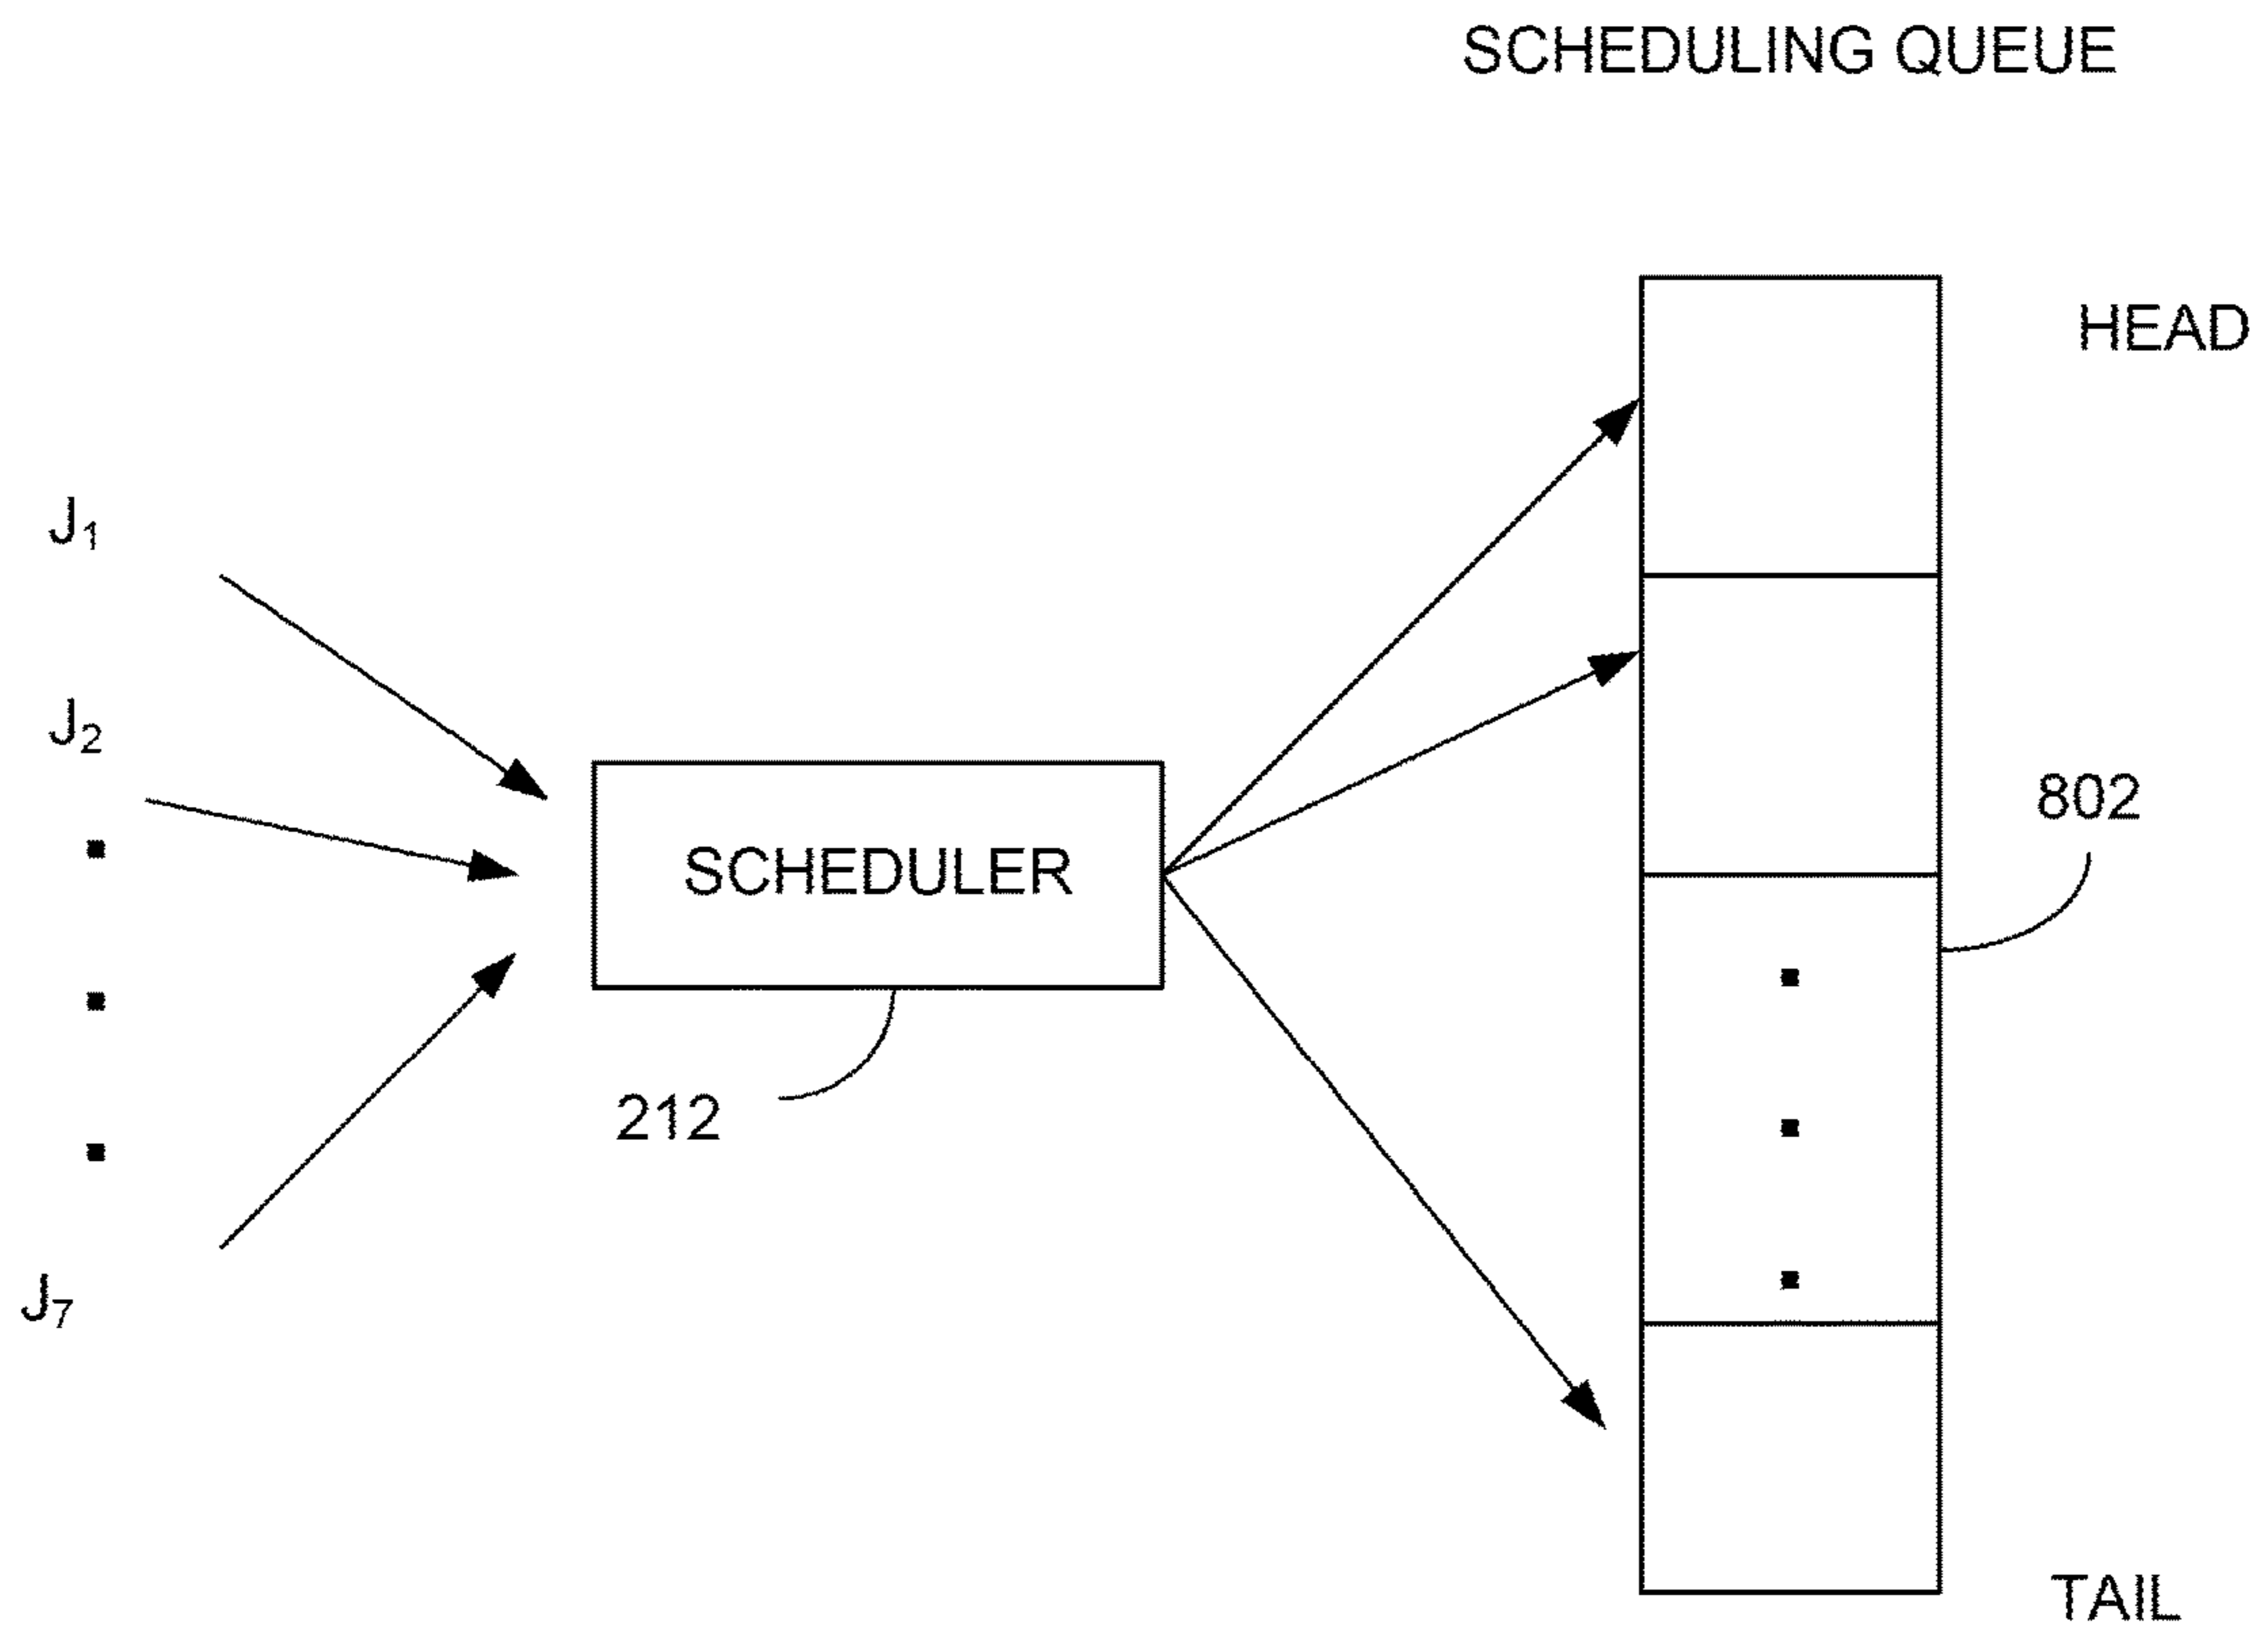 SCHEDULING QUEUE
HEAD
J1
J2
802
SCHEDULER
212
J7
TAIL